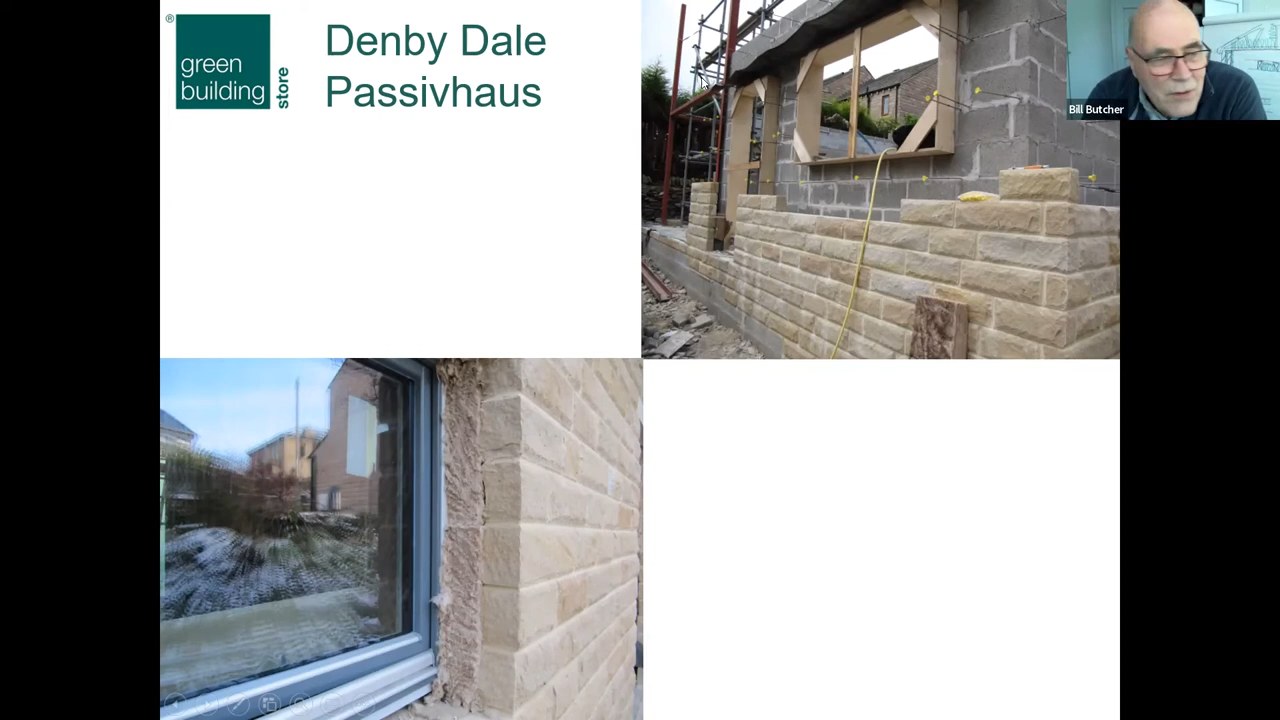 ®
green
building
store
Denby Dale
Passivhaus
Bill Butcher